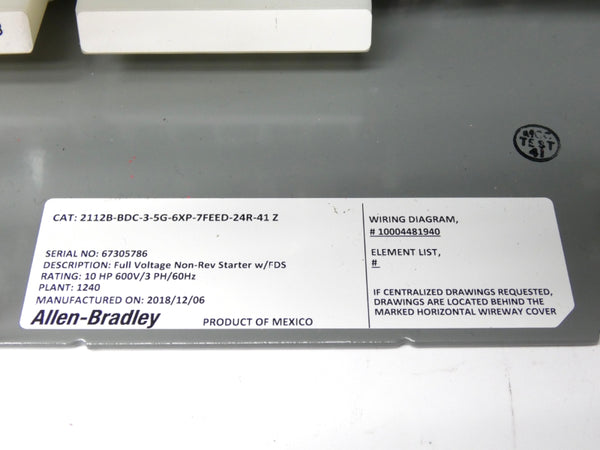 CAT: 2112B-BDC-3-5G-6XP-7FEED-24R-41 Z
SERIAL NO: 67305786
DESCRIPTION: Full Voltage Non-Rev Starter w/FDS
RATING: 10 HP 600V/3 PH/60Hz
PLANT: 1240
MANUFACTURED ON: 2018/12/06
Allen-Bradley
PRODUCT OF MEXICO
WIRING DIAGRAM,
# 10004481940
ELEMENT LIST,
#
IF CENTRALIZED DRAWINGS REQUESTED,
DRAWINGS ARE LOCATED BEHIND THE
MARKED HORIZONTAL WIREWAY COVER
TEST
41